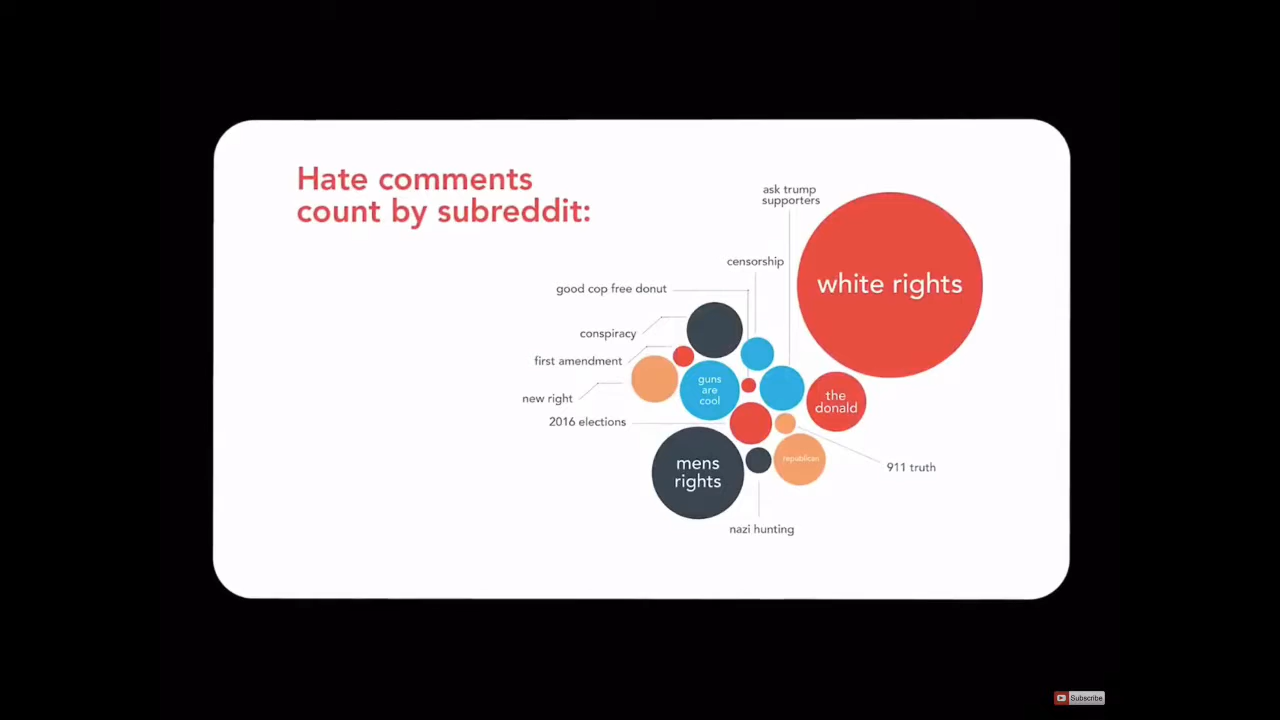 Hate comments
count by subreddit:
ask trump
supporters
censorship
white rights
good cop free donut
conspiracy
first amendment
guns
are
cool
the
donald
new right
2016 elections
republican
mens
rights
911 truth
nazi hunting
Subscribe